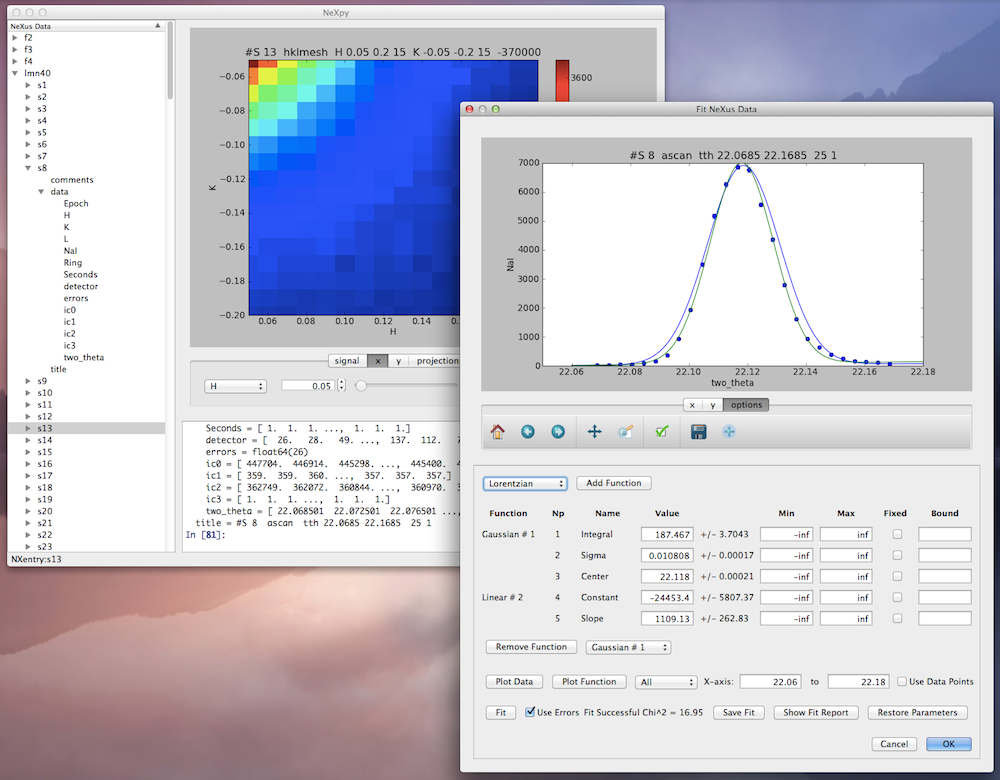 NeXpy
NeXus Data
f2
f3
f4
lmn40
s1
s2
s3
s4
s5
s6
s7
s8
comments
data
Epoch
H
K
L
NaI
Ring
Seconds
detector
errors
ic0
ic1
ic2
ic3
two_theta
title
s9
s10
s11
s12
s13
s14
s15
s16
s17
s18
s19
s20
s21
s22
s23
NXentry:s13
#S 13 hklmesh H 0.05 0.2 15 K -0.05 -0.2 15 -370000
3600
−0.06
−0.08
−0.10
−0.12
−0.14
−0.16
−0.18
−0.20
K
0.06 0.08 0.10 0.12 0.14
H
signal x y projection
H 0.05
Seconds = [ 1. 1. 1. ..., 1. 1. 1.]
detector = [ 26. 28. 49. ..., 137. 112.
errors = float64(26)
ic0 = [ 447704. 446914. 445298. ..., 445400.
ic1 = [ 359. 359. 360. ..., 357. 357. 357.]
ic2 = [ 362749. 362072. 360844. ..., 360970.
ic3 = [ 1. 1. 1. ..., 1. 1. 1.]
two_theta = [ 22.068501 22.072501 22.076501 ...,
title = #S 8 ascan tth 22.0685 22.1685 25 1
In [81]:
Fit NeXus Data
#S 8 ascan tth 22.0685 22.1685 25 1
7000
6000
5000
4000
3000
2000
1000
0
NaI
22.06 22.08 22.10 22.12 22.14 22.16 22.18
two_theta
x y options
Lorentzian Add Function
Function Np Name Value Min Max Fixed Bound
Gaussian # 1 1 Integral 187.467 +/- 3.7043 -inf inf
2 Sigma 0.010808 +/- 0.00017 -inf inf
3 Center 22.118 +/- 0.00021 -inf inf
Linear # 2 4 Constant -24453.4 +/- 5807.37 -inf inf
5 Slope 1109.13 +/- 262.83 -inf inf
Remove Function Gaussian # 1
Plot Data Plot Function All X-axis: 22.06 to 22.18 Use Data Points
Fit Use Errors Fit Successful Chi^2 = 16.95 Save Fit Show Fit Report Restore Parameters
Cancel OK